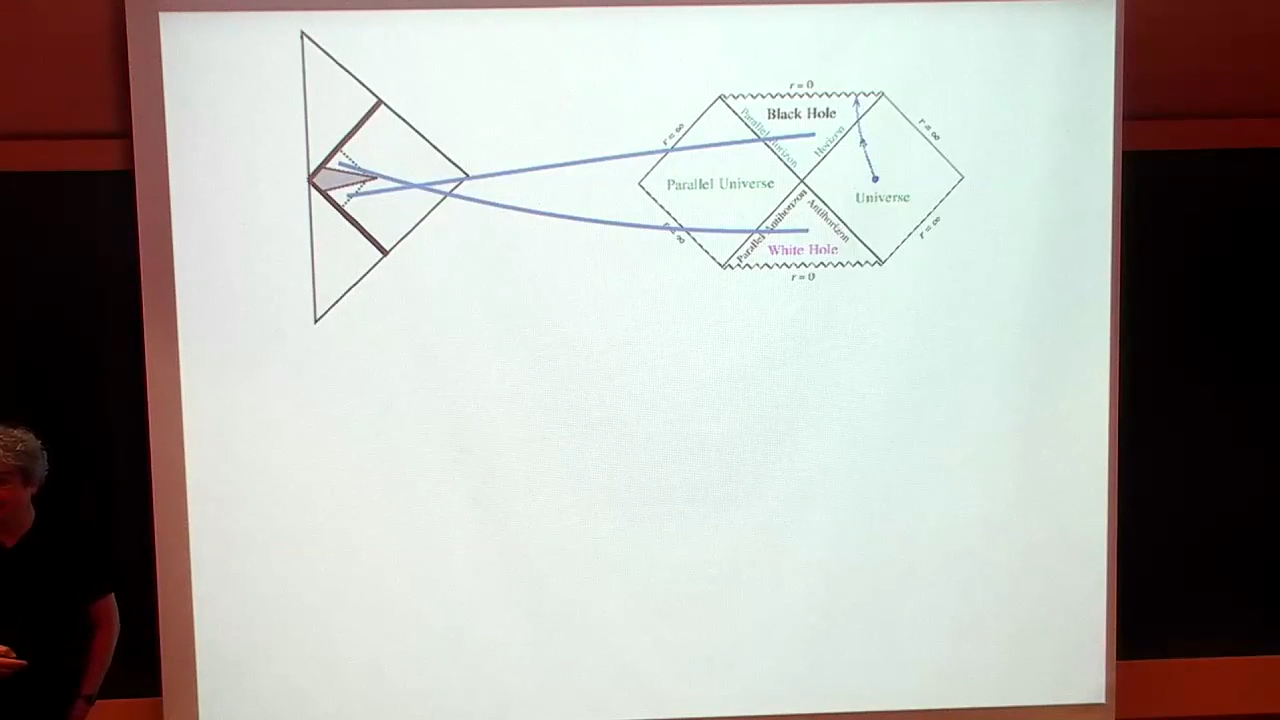 r = 0
Black Hole
Parallel Horizon
Horizon
r = ∞
r = ∞
Parallel Universe
Universe
Parallel Antihorizon
Antihorizon
r = ∞
r = ∞
White Hole
r = 0